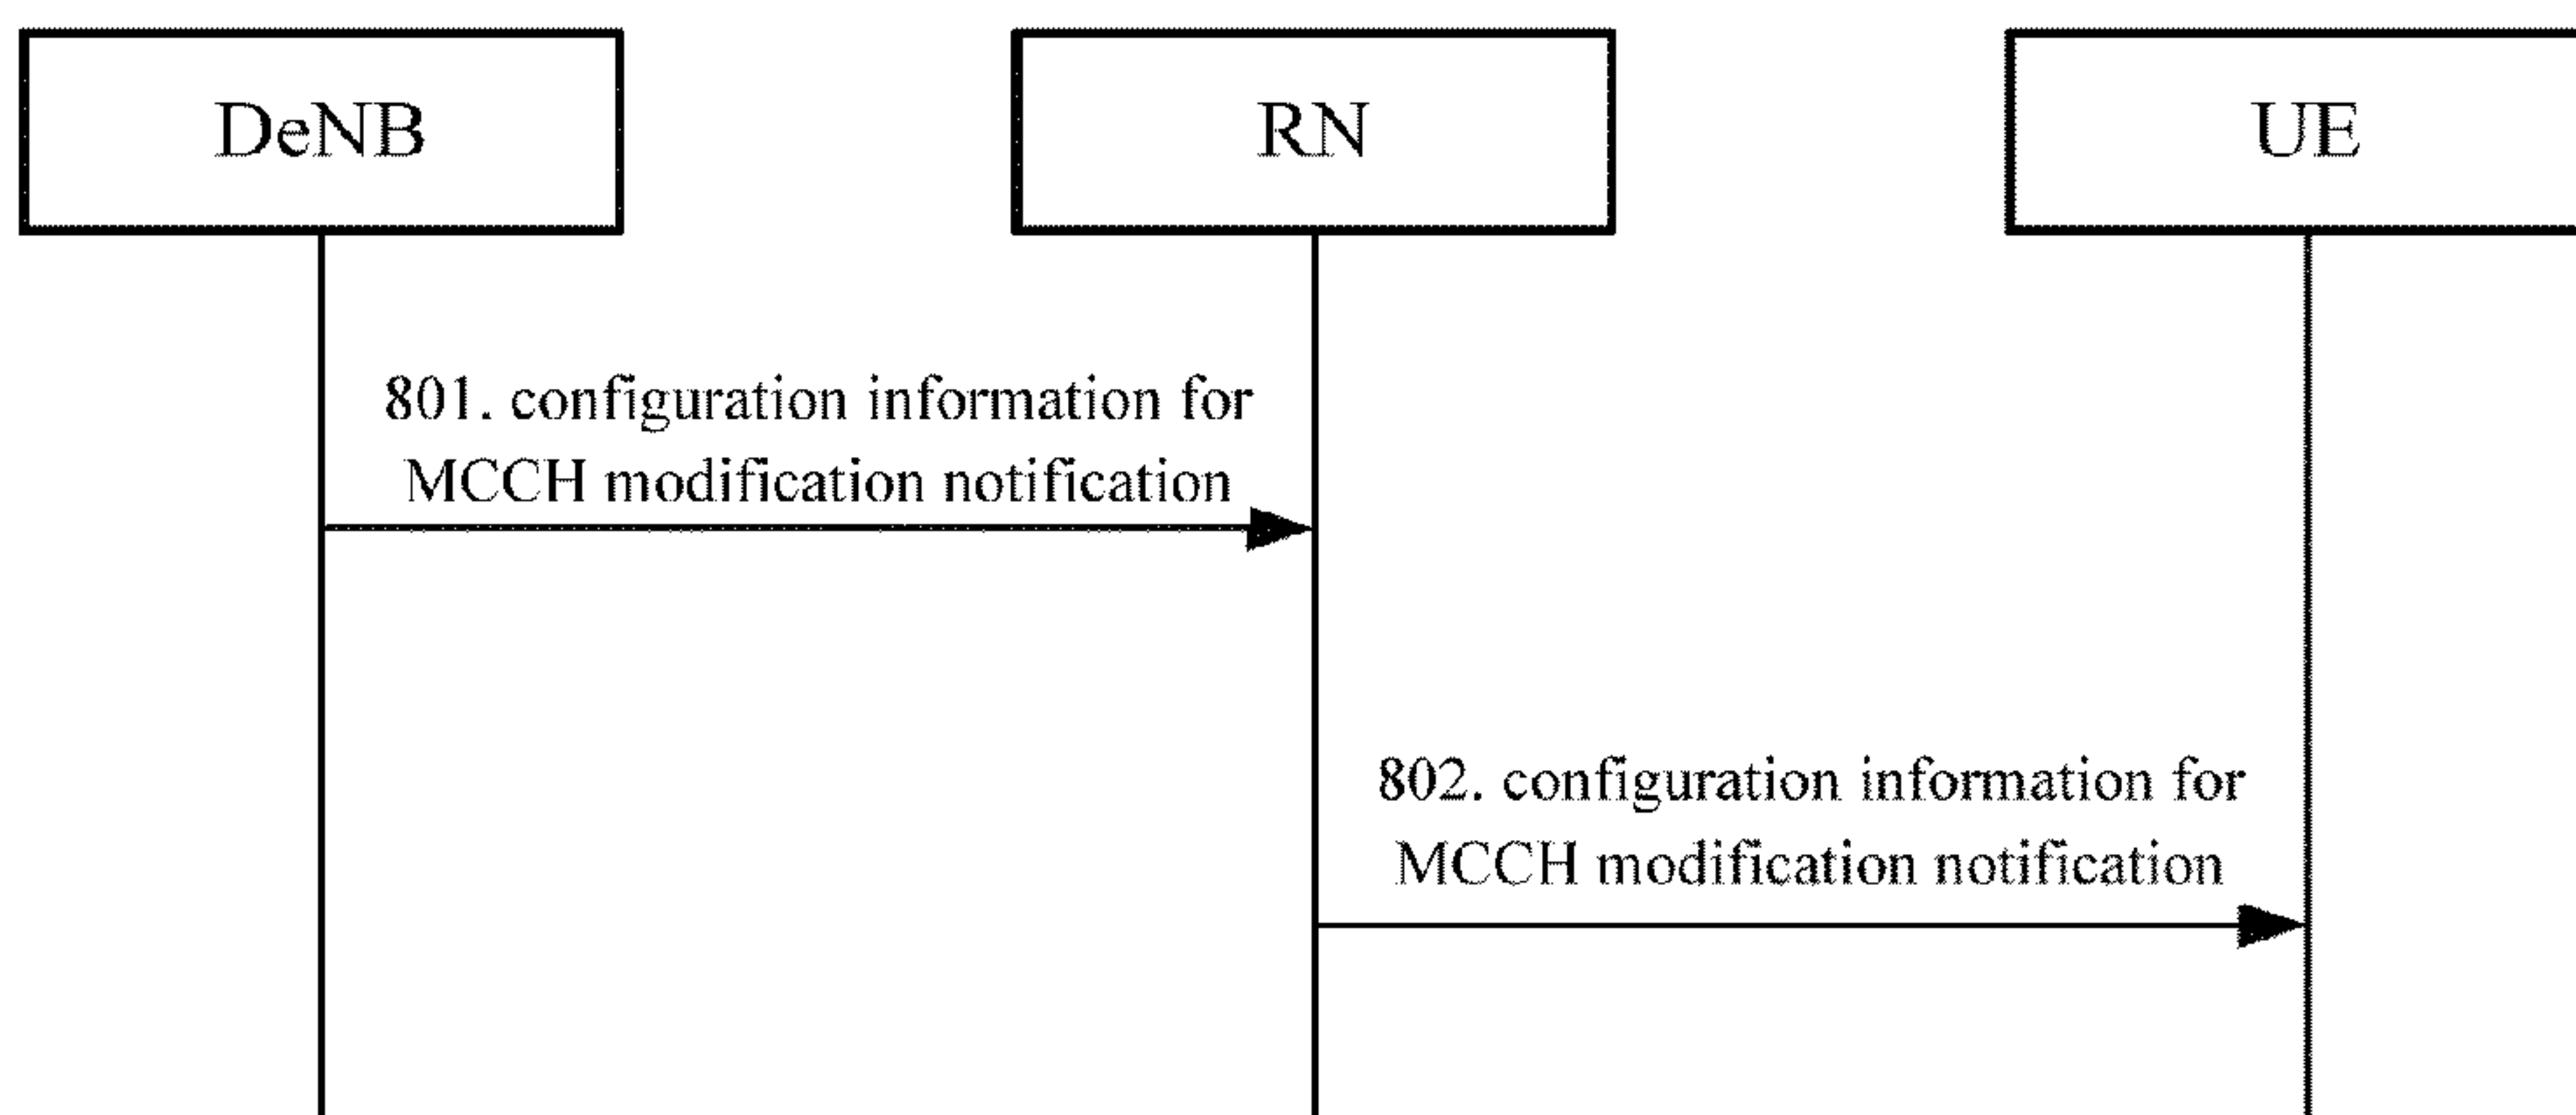 DeNB
RN
UE
801. configuration information for
MCCH modification notification
802. configuration information for
MCCH modification notification